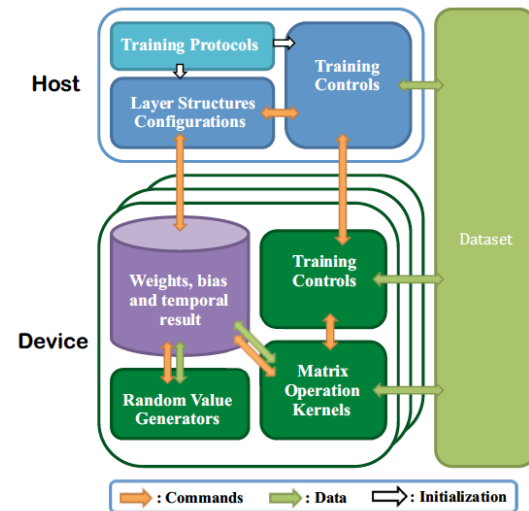 Host
Training Protocols
Layer Structures
Configurations
Training
Controls
Dataset
Device
Weights, bias
and temporal
result
Training
Controls
Random Value
Generators
Matrix
Operation
Kernels
: Commands
: Data
: Initialization